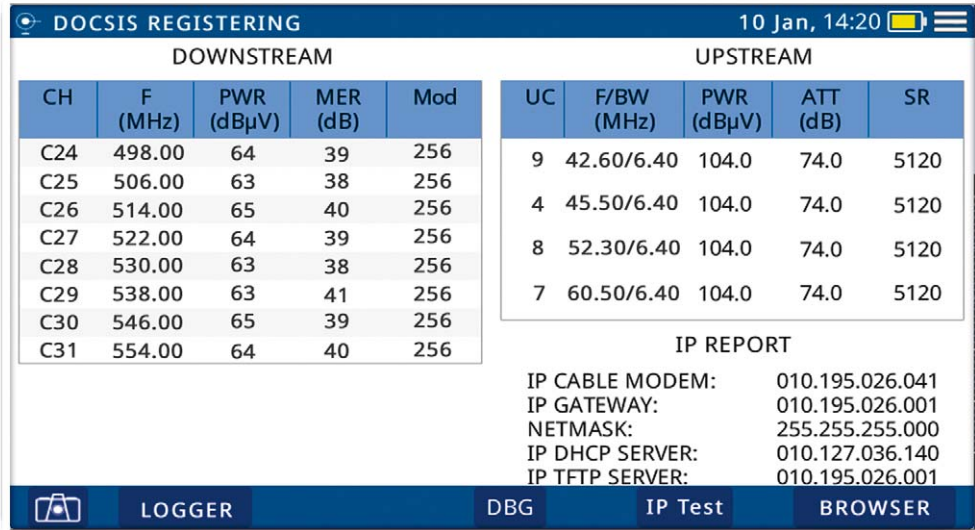 DOCSIS REGISTERING
10 Jan, 14:20
DOWNSTREAM
CH F (MHz) PWR (dBµV) MER (dB) Mod
C24 498.00 64 39 256
C25 506.00 63 38 256
C26 514.00 65 40 256
C27 522.00 64 39 256
C28 530.00 63 38 256
C29 538.00 63 41 256
C30 546.00 65 39 256
C31 554.00 64 40 256
UPSTREAM
UC F/BW (MHz) PWR (dBµV) ATT (dB) SR
9 42.60/6.40 104.0 74.0 5120
4 45.50/6.40 104.0 74.0 5120
8 52.30/6.40 104.0 74.0 5120
7 60.50/6.40 104.0 74.0 5120
IP REPORT
IP CABLE MODEM: 010.195.026.041
IP GATEWAY: 010.195.026.001
NETMASK: 255.255.255.000
IP DHCP SERVER: 010.127.036.140
IP TFTP SERVER: 010.195.026.001
LOGGER DBG IP Test BROWSER